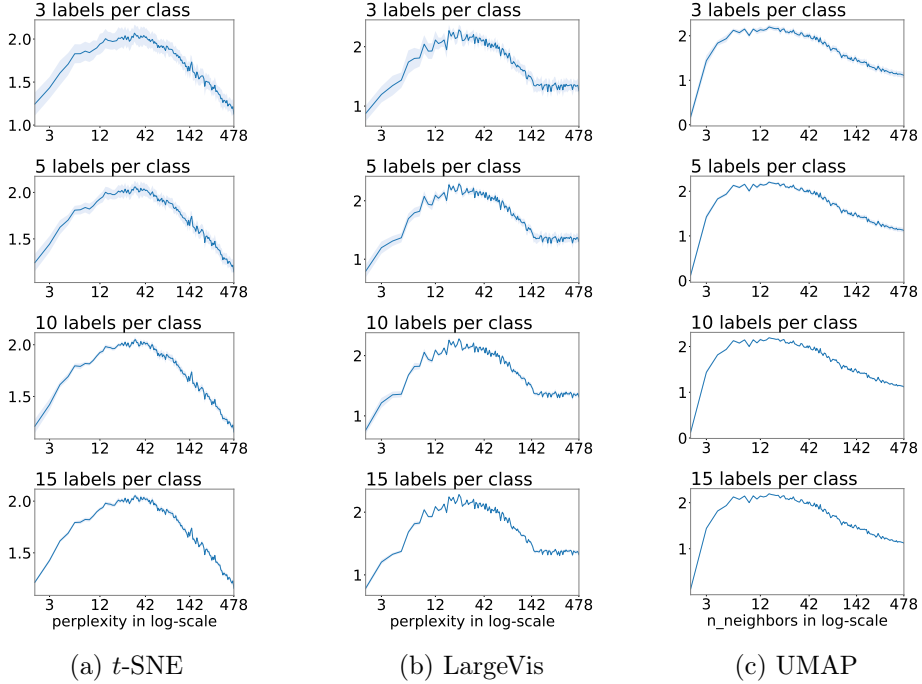 3 labels per class
2.0
1.5
1.0
3 12 42 142 478
5 labels per class
2.0
1.5
3 12 42 142 478
10 labels per class
2.0
1.5
3 12 42 142 478
15 labels per class
2.0
1.5
3 12 42 142 478
perplexity in log-scale
(a) t-SNE
3 labels per class
2
1
3 12 42 142 478
5 labels per class
2
1
3 12 42 142 478
10 labels per class
2
1
3 12 42 142 478
15 labels per class
2
1
3 12 42 142 478
perplexity in log-scale
(b) LargeVis
3 labels per class
2
1
0
3 12 42 142 478
5 labels per class
2
1
0
3 12 42 142 478
10 labels per class
2
1
0
3 12 42 142 478
15 labels per class
2
1
3 12 42 142 478
n_neighbors in log-scale
(c) UMAP